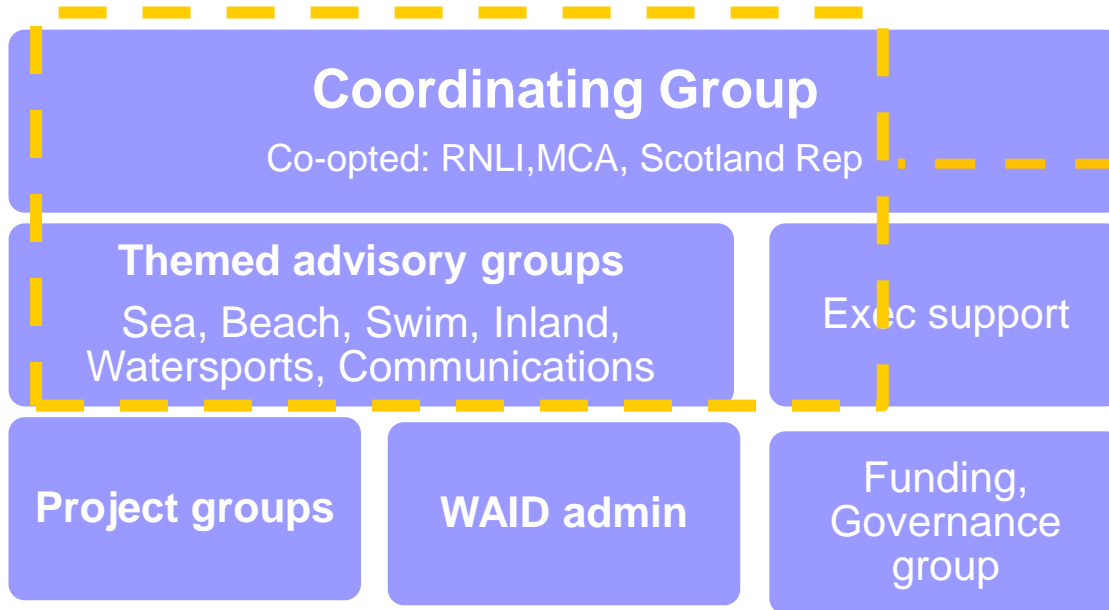 Coordinating Group
Co-opted: RNLI,MCA, Scotland Rep
Themed advisory groups
Sea, Beach, Swim, Inland,
Watersports, Communications
Exec support
Project groups
WAID admin
Funding,
Governance
group